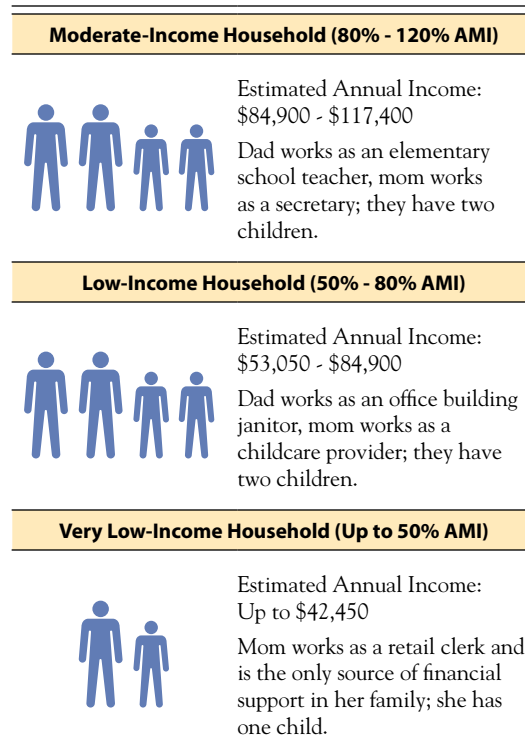 Moderate-Income Household (80% - 120% AMI)
Estimated Annual Income:
$84,900 - $117,400
Dad works as an elementary
school teacher, mom works
as a secretary; they have two
children.
Low-Income Household (50% - 80% AMI)
Estimated Annual Income:
$53,050 - $84,900
Dad works as an office building
janitor, mom works as a
childcare provider; they have
two children.
Very Low-Income Household (Up to 50% AMI)
Estimated Annual Income:
Up to $42,450
Mom works as a retail clerk and
is the only source of financial
support in her family; she has
one child.